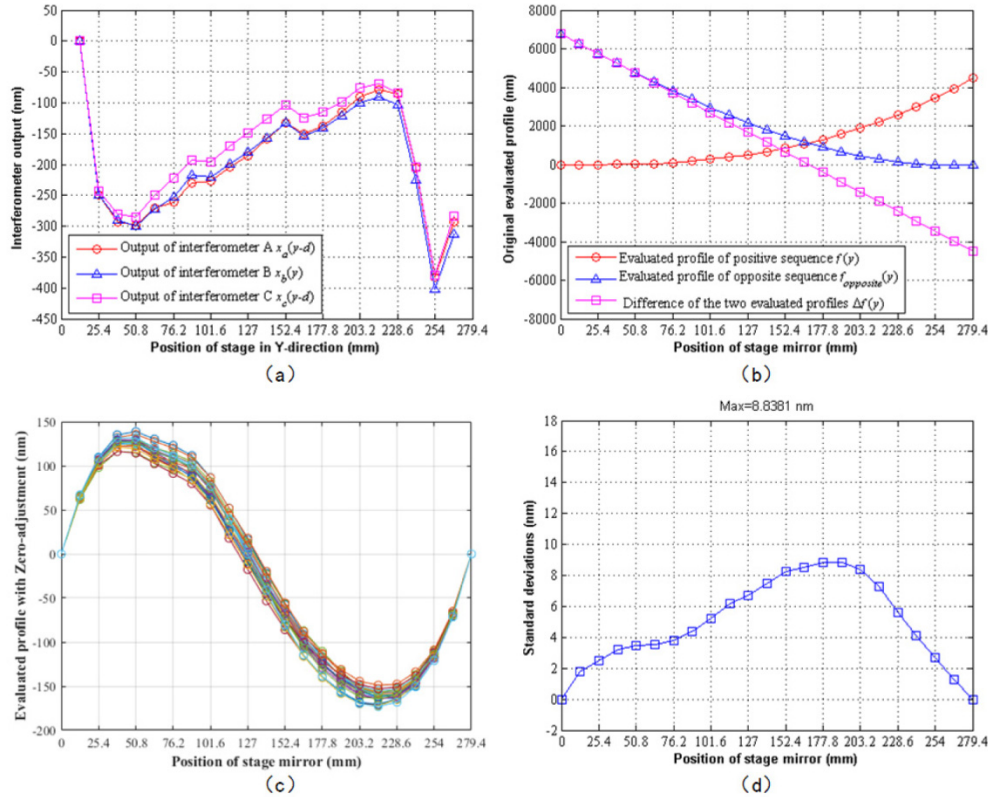 50
0
-50
-100
-150
-200
-250
-300
-350
-400
-450
Interferometer output (nm)
Output of interferometer A xa(y-d)
Output of interferometer B xb(y)
Output of interferometer C xc(y-d)
0 25.4 50.8 76.2 101.6 127 152.4 177.8 203.2 228.6 254 279.4
Position of stage in Y-direction (mm)
(a)
8000
6000
4000
2000
0
-2000
-4000
-6000
-8000
Original evaluated profile (nm)
Evaluated profile of positive sequence f(y)
Evaluated profile of opposite sequence fopposite(y)
Difference of the two evaluated profiles Δf(y)
0 25.4 50.8 76.2 101.6 127 152.4 177.8 203.2 228.6 254 279.4
Position of stage mirror (mm)
(b)
150
100
50
0
-50
-100
-150
-200
Evaluated profile with Zero-adjustment (nm)
0 25.4 50.8 76.2 101.6 127 152.4 177.8 203.2 228.6 254 279.4
Position of stage mirror (mm)
(c)
Max=8.8381 nm
18
16
14
12
10
8
6
4
2
0
-2
Standard deviations (nm)
0 25.4 50.8 76.2 101.6 127 152.4 177.8 203.2 228.6 254 279.4
Position of stage mirror (mm)
(d)